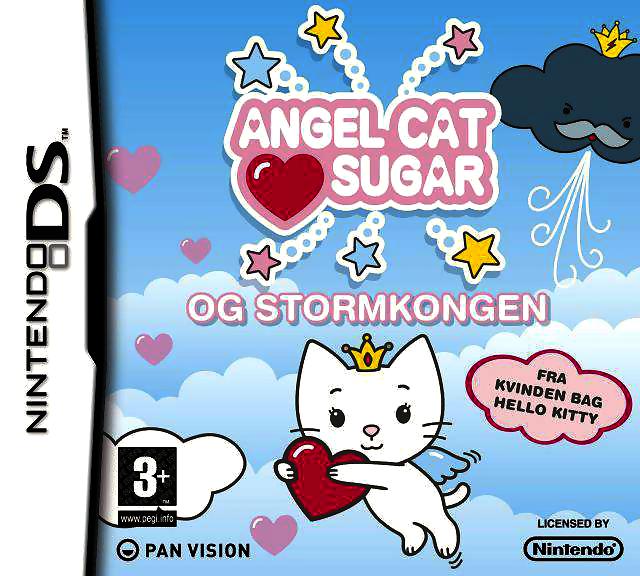 NINTENDO DS™
ANGEL CAT
SUGAR
OG STORMKONGEN
FRA
KVINDEN BAG
HELLO KITTY
3+
™
www.pegi.info
PAN VISION
LICENSED BY
Nintendo®